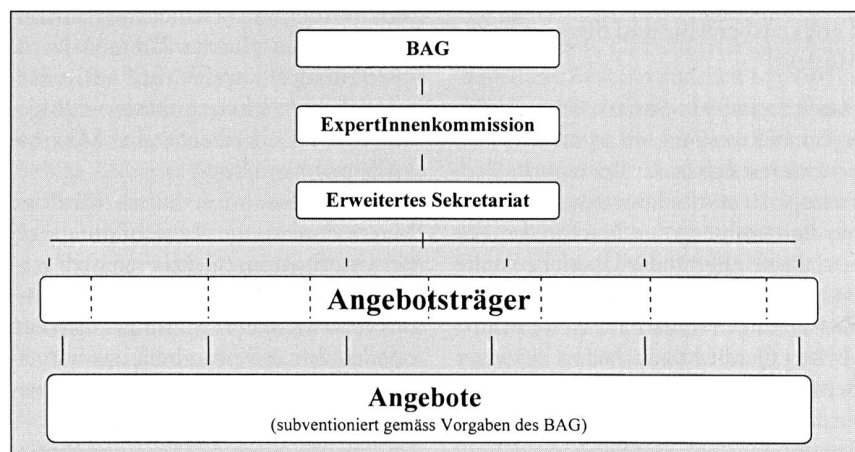 BAG
ExpertInnenkommission
Erweitertes Sekretariat
Angebotsträger
Angebote
(subventioniert gemäss Vorgaben des BAG)